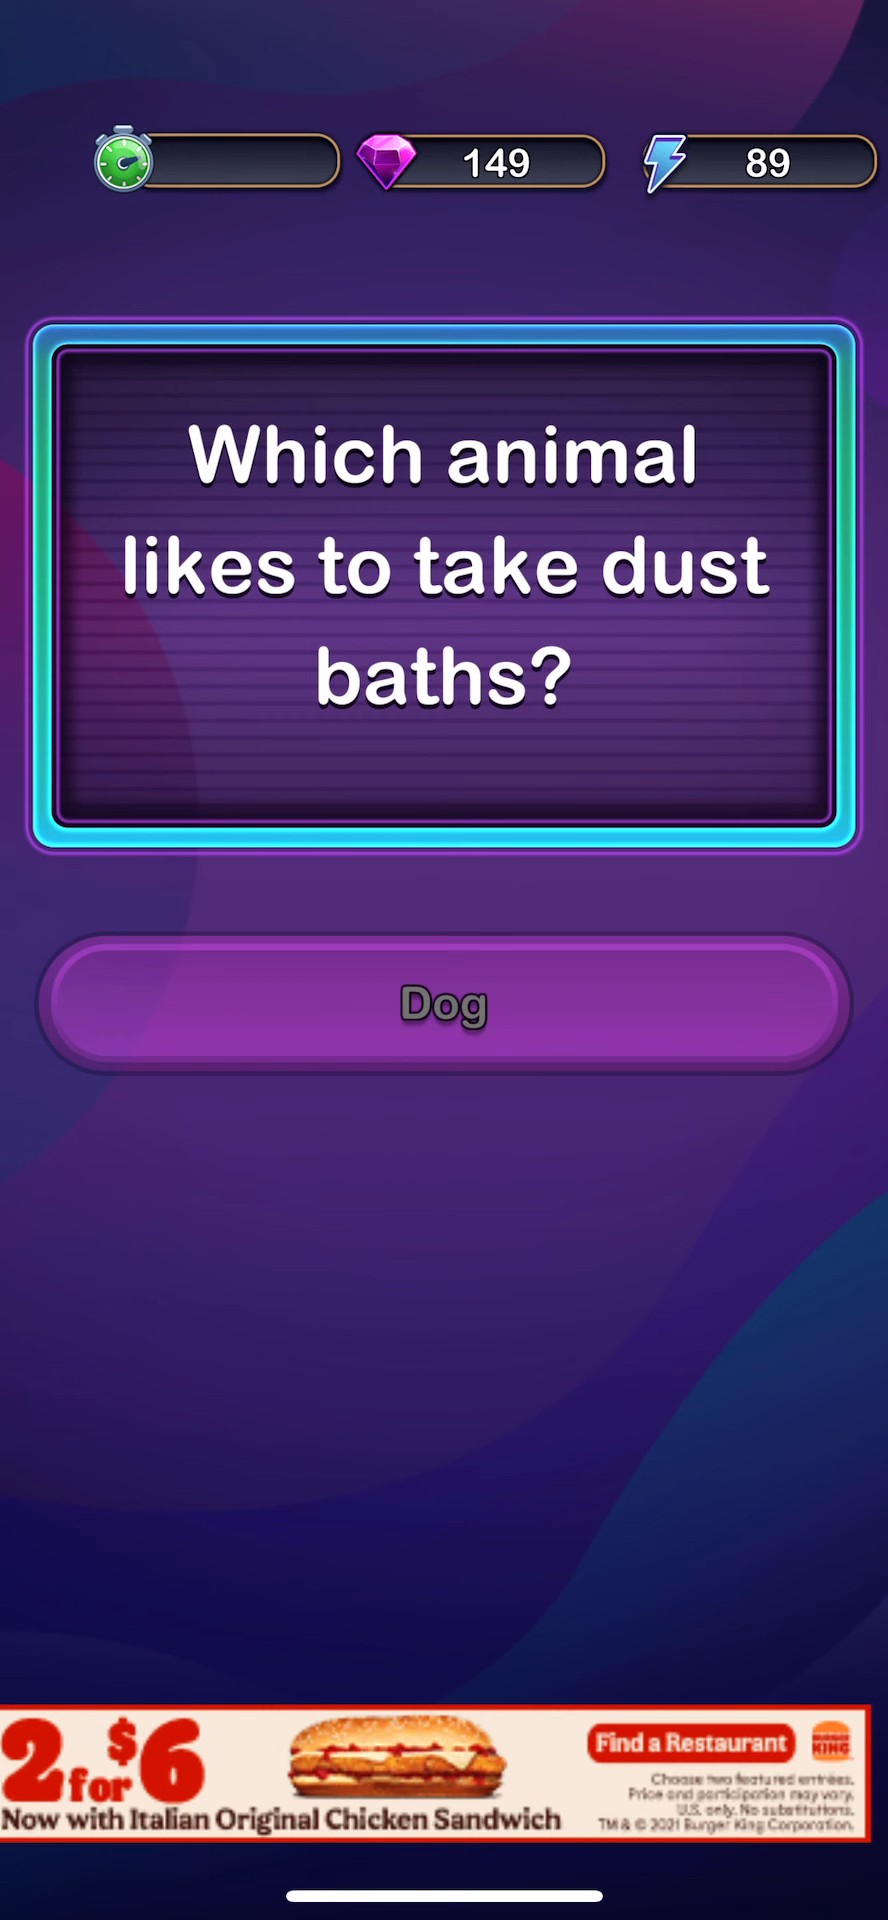 149
89
Which animal
likes to take dust
baths?
Dog
2 for $6
Now with Italian Original Chicken Sandwich
Find a Restaurant
BURGER KING
Choose two featured entrées.
Price and participation may vary.
U.S. only. No substitutions.
TM & © 2021 Burger King Corporation.